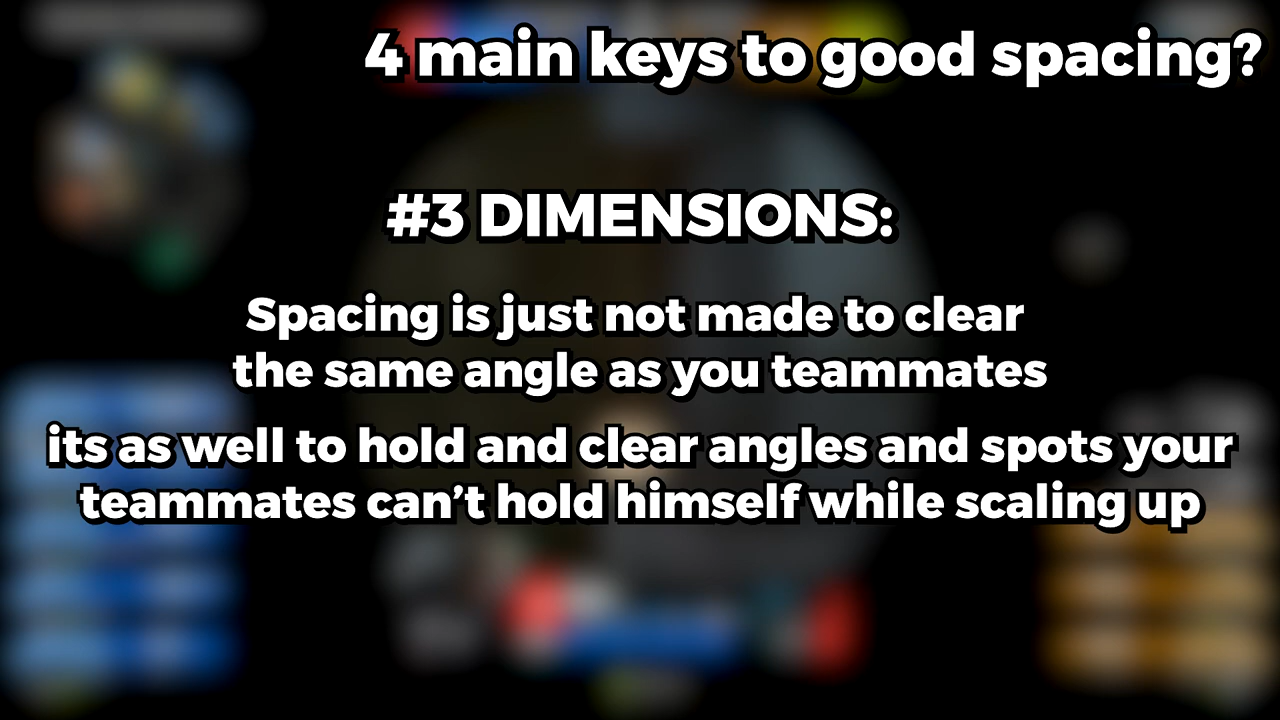 4 main keys to good spacing?
#3 DIMENSIONS:
Spacing is just not made to clear
the same angle as you teammates
its as well to hold and clear angles and spots your
teammates can't hold himself while scaling up